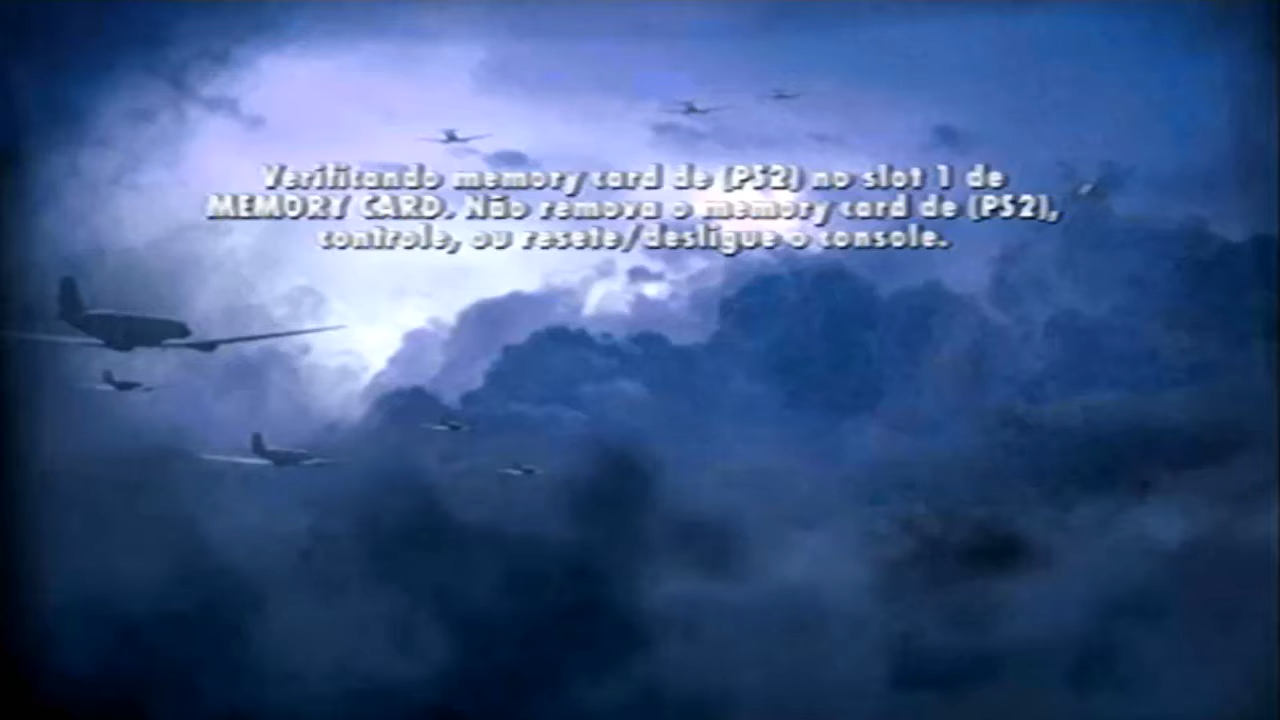 Verificando memory card de (PS2) no slot 1 de
MEMORY CARD. Não remova o memory card de (PS2),
controle, ou resete/desligue o console.